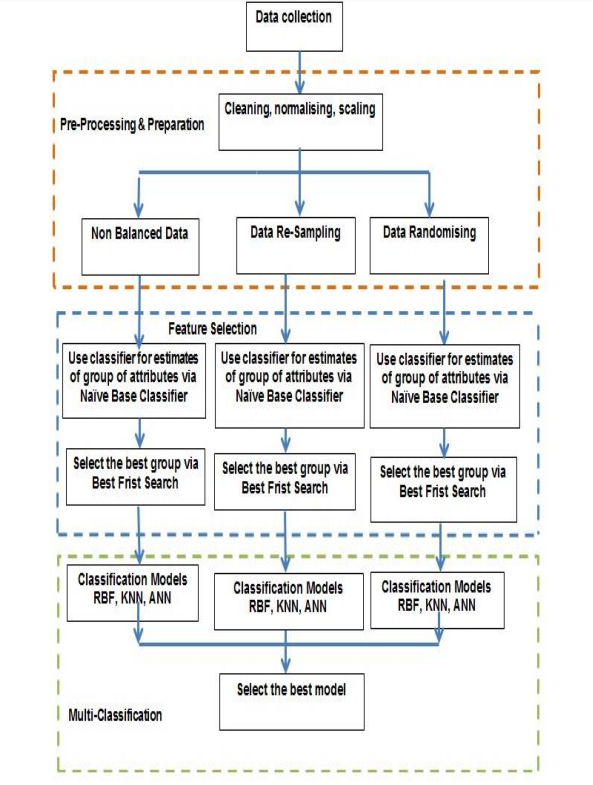 Data collection
Cleaning, normalising, scaling
Pre-Processing & Preparation
Non Balanced Data
Data Re-Sampling
Data Randomising
Feature Selection
Use classifier for estimates
of group of attributes via
Naïve Base Classifier
Use classifier for estimates
of group of attributes via
Naïve Base Classifier
Use classifier for estimates
of group of attributes via
Naïve Base Classifier
Select the best group via
Best Frist Search
Select the best group via
Best Frist Search
Select the best group via
Best Frist Search
Classification Models
RBF, KNN, ANN
Classification Models
RBF, KNN, ANN
Classification Models
RBF, KNN, ANN
Select the best model
Multi-Classification